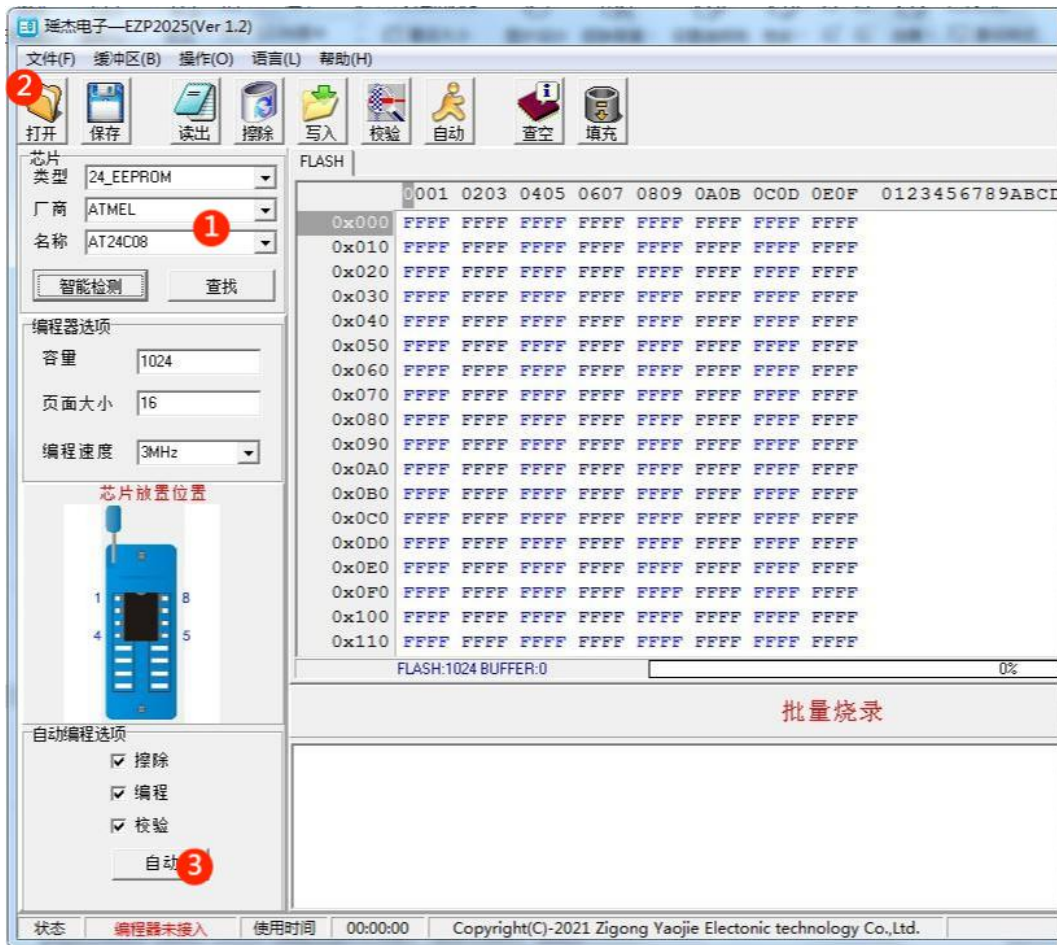 瑶杰电子—EZP2025(Ver 1.2)
文件(F) 缓冲区(B) 操作(O) 语言(L) 帮助(H)
2
打开 保存 读出 擦除 写入 校验 自动 查空 填充
芯片
类型 24_EEPROM
厂商 ATMEL
1
名称 AT24C08
智能检测 查找
编程器选项
容量 1024
页面大小 16
编程速度 3MHz
芯片放置位置
1 8
4 5
自动编程选项
擦除
编程
校验
自动 3
FLASH
0001 0203 0405 0607 0809 0A0B 0C0D 0E0F 0123456789ABCD
0x000 FFFF FFFF FFFF FFFF FFFF FFFF FFFF FFFF
0x010 FFFF FFFF FFFF FFFF FFFF FFFF FFFF FFFF
0x020 FFFF FFFF FFFF FFFF FFFF FFFF FFFF FFFF
0x030 FFFF FFFF FFFF FFFF FFFF FFFF FFFF FFFF
0x040 FFFF FFFF FFFF FFFF FFFF FFFF FFFF FFFF
0x050 FFFF FFFF FFFF FFFF FFFF FFFF FFFF FFFF
0x060 FFFF FFFF FFFF FFFF FFFF FFFF FFFF FFFF
0x070 FFFF FFFF FFFF FFFF FFFF FFFF FFFF FFFF
0x080 FFFF FFFF FFFF FFFF FFFF FFFF FFFF FFFF
0x090 FFFF FFFF FFFF FFFF FFFF FFFF FFFF FFFF
0x0A0 FFFF FFFF FFFF FFFF FFFF FFFF FFFF FFFF
0x0B0 FFFF FFFF FFFF FFFF FFFF FFFF FFFF FFFF
0x0C0 FFFF FFFF FFFF FFFF FFFF FFFF FFFF FFFF
0x0D0 FFFF FFFF FFFF FFFF FFFF FFFF FFFF FFFF
0x0E0 FFFF FFFF FFFF FFFF FFFF FFFF FFFF FFFF
0x0F0 FFFF FFFF FFFF FFFF FFFF FFFF FFFF FFFF
0x100 FFFF FFFF FFFF FFFF FFFF FFFF FFFF FFFF
0x110 FFFF FFFF FFFF FFFF FFFF FFFF FFFF FFFF
FLASH:1024 BUFFER:0 0%
批量烧录
状态 编程器未接入 使用时间 00:00:00 Copyright(C)-2021 Zigong Yaojie Electonic technology Co.,Ltd.